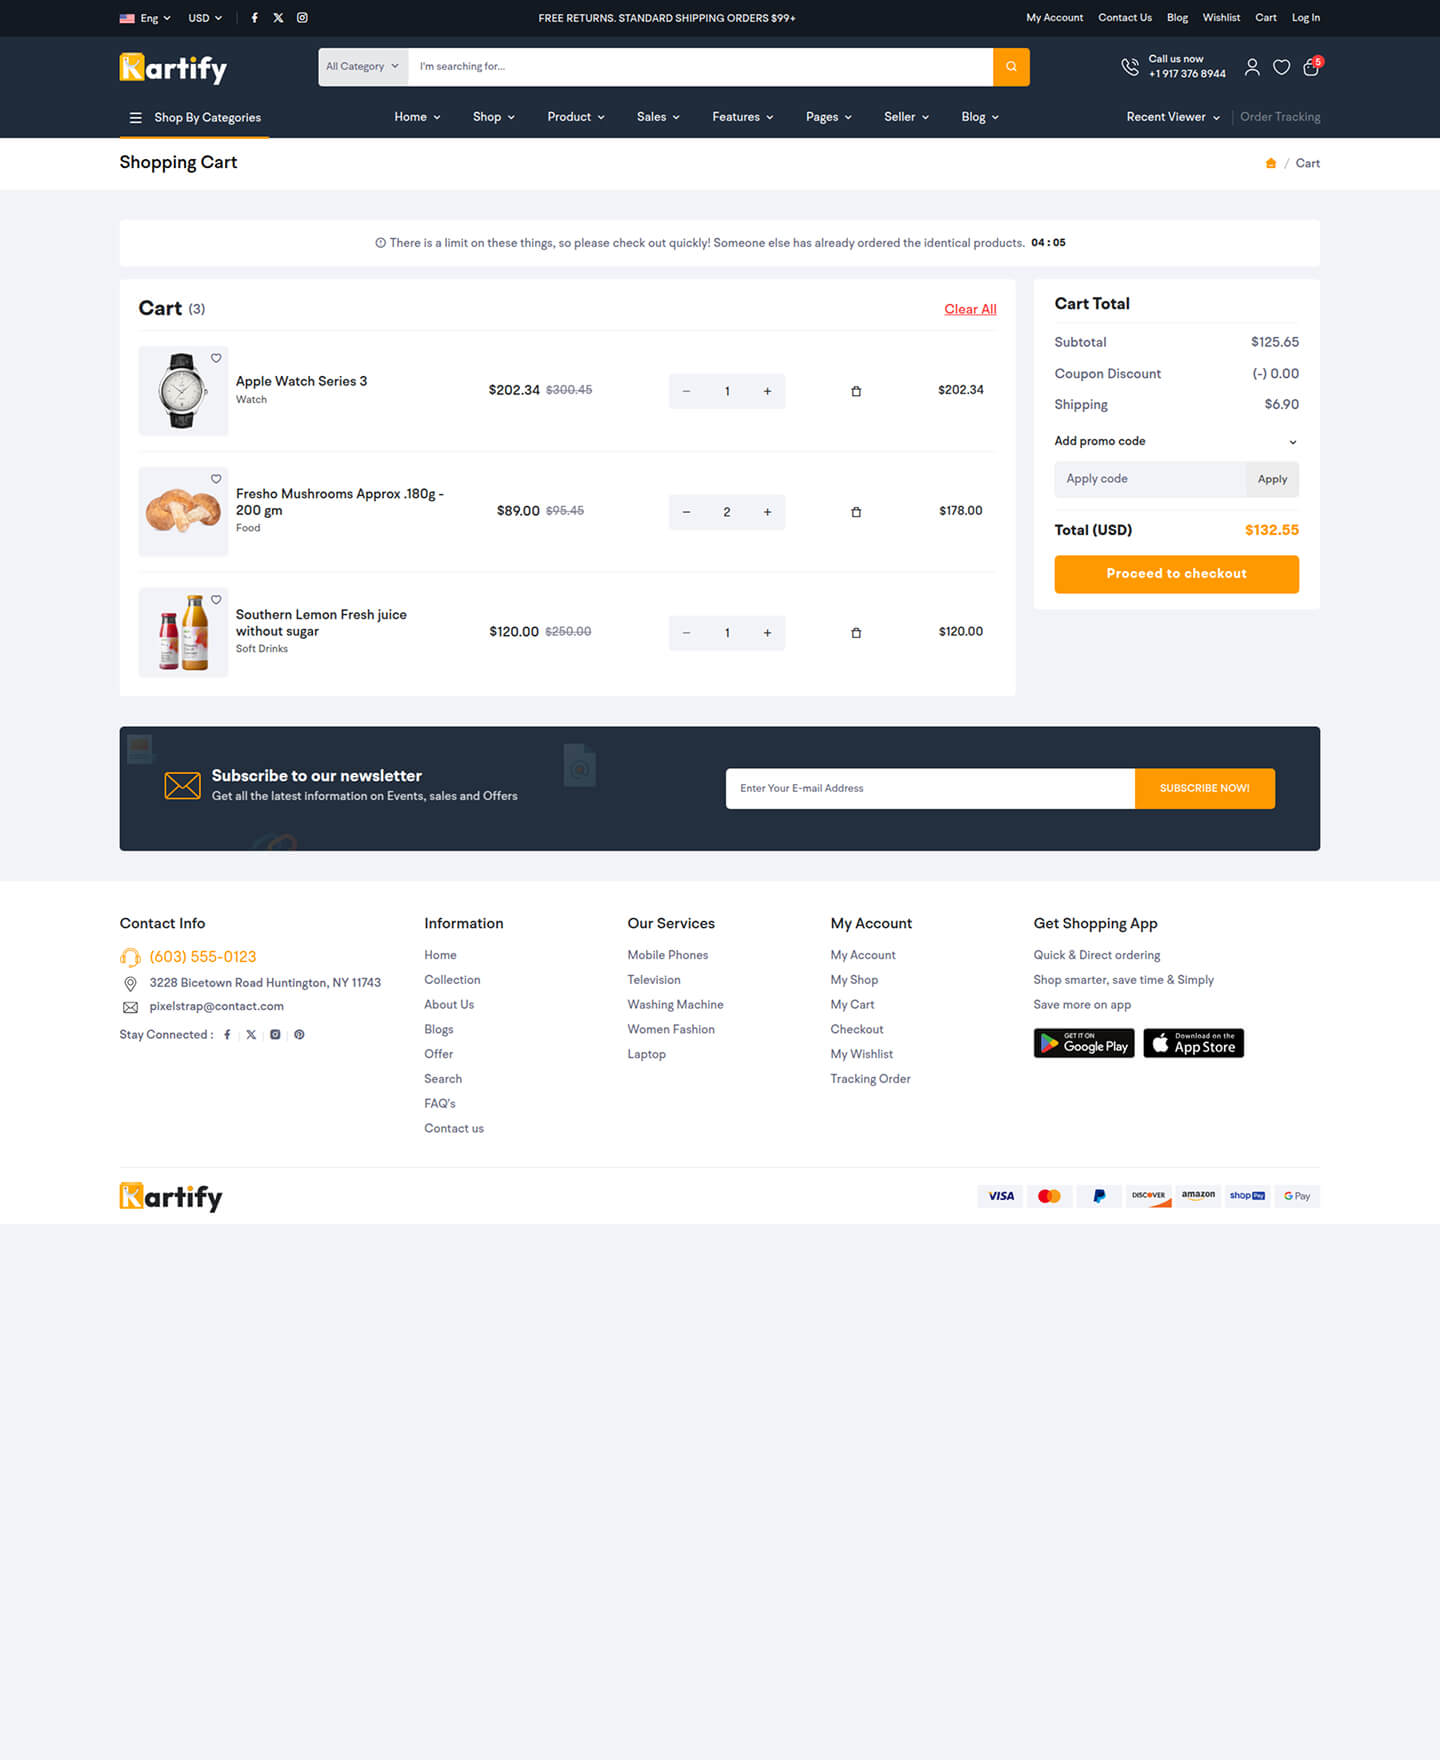 Eng USD
FREE RETURNS. STANDARD SHIPPING ORDERS $99+
My Account Contact Us Blog Wishlist Cart Log In
Kartify
All Category I'm searching for...
Call us now
+1 917 376 8944
5
Shop By Categories
Home Shop Product Sales Features Pages Seller Blog
Recent Viewer Order Tracking
Shopping Cart
/ Cart
There is a limit on these things, so please check out quickly! Someone else has already ordered the identical products. 04 : 05
Cart (3)
Clear All
Apple Watch Series 3
Watch
$202.34 $300.45 − 1 + $202.34
Fresho Mushrooms Approx .180g -
200 gm
Food
$89.00 $95.45 − 2 + $178.00
Southern Lemon Fresh juice
without sugar
Soft Drinks
$120.00 $250.00 − 1 + $120.00
Cart Total
Subtotal $125.65
Coupon Discount (-) 0.00
Shipping $6.90
Add promo code
Apply code Apply
Total (USD) $132.55
Proceed to checkout
Subscribe to our newsletter
Get all the latest information on Events, sales and Offers
Enter Your E-mail Address SUBSCRIBE NOW!
Contact Info
(603) 555-0123
3228 Bicetown Road Huntington, NY 11743
pixelstrap@contact.com
Stay Connected :
Information
Home
Collection
About Us
Blogs
Offer
Search
FAQ's
Contact us
Our Services
Mobile Phones
Television
Washing Machine
Women Fashion
Laptop
My Account
My Account
My Shop
My Cart
Checkout
My Wishlist
Tracking Order
Get Shopping App
Quick & Direct ordering
Shop smarter, save time & Simply
Save more on app
GET IT ON
Google Play
Download on the
App Store
Kartify
VISA DISCOVER amazon shop Pay G Pay